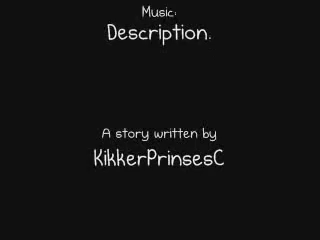 Music:
Description.
A story written by
KikkerPrinsesC